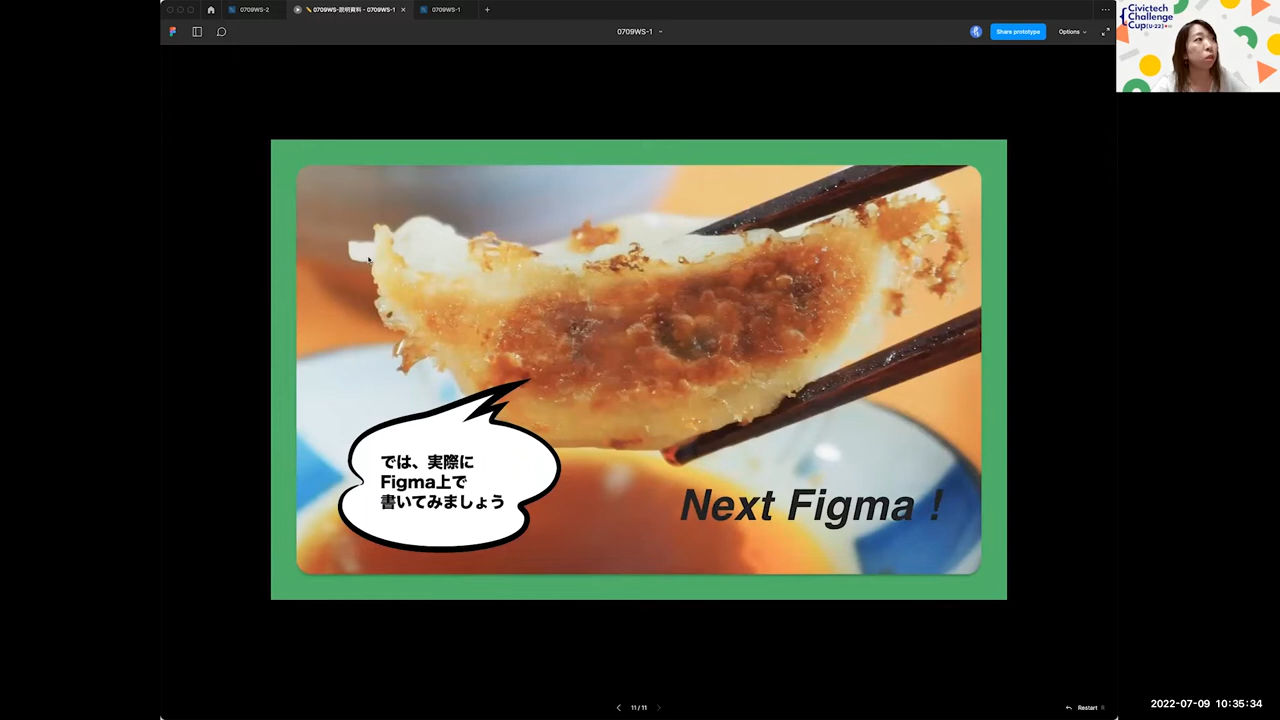 0709WS-2
0709WS-説明資料 - 0709WS-1
0709WS-1
0709WS-1
Share prototype
Options
Civictech
Challenge
Cup U-22
では、実際に
Figma上で
書いてみましょう
Next Figma !
11 / 11
Restart
R
2022-07-09 10:35:34